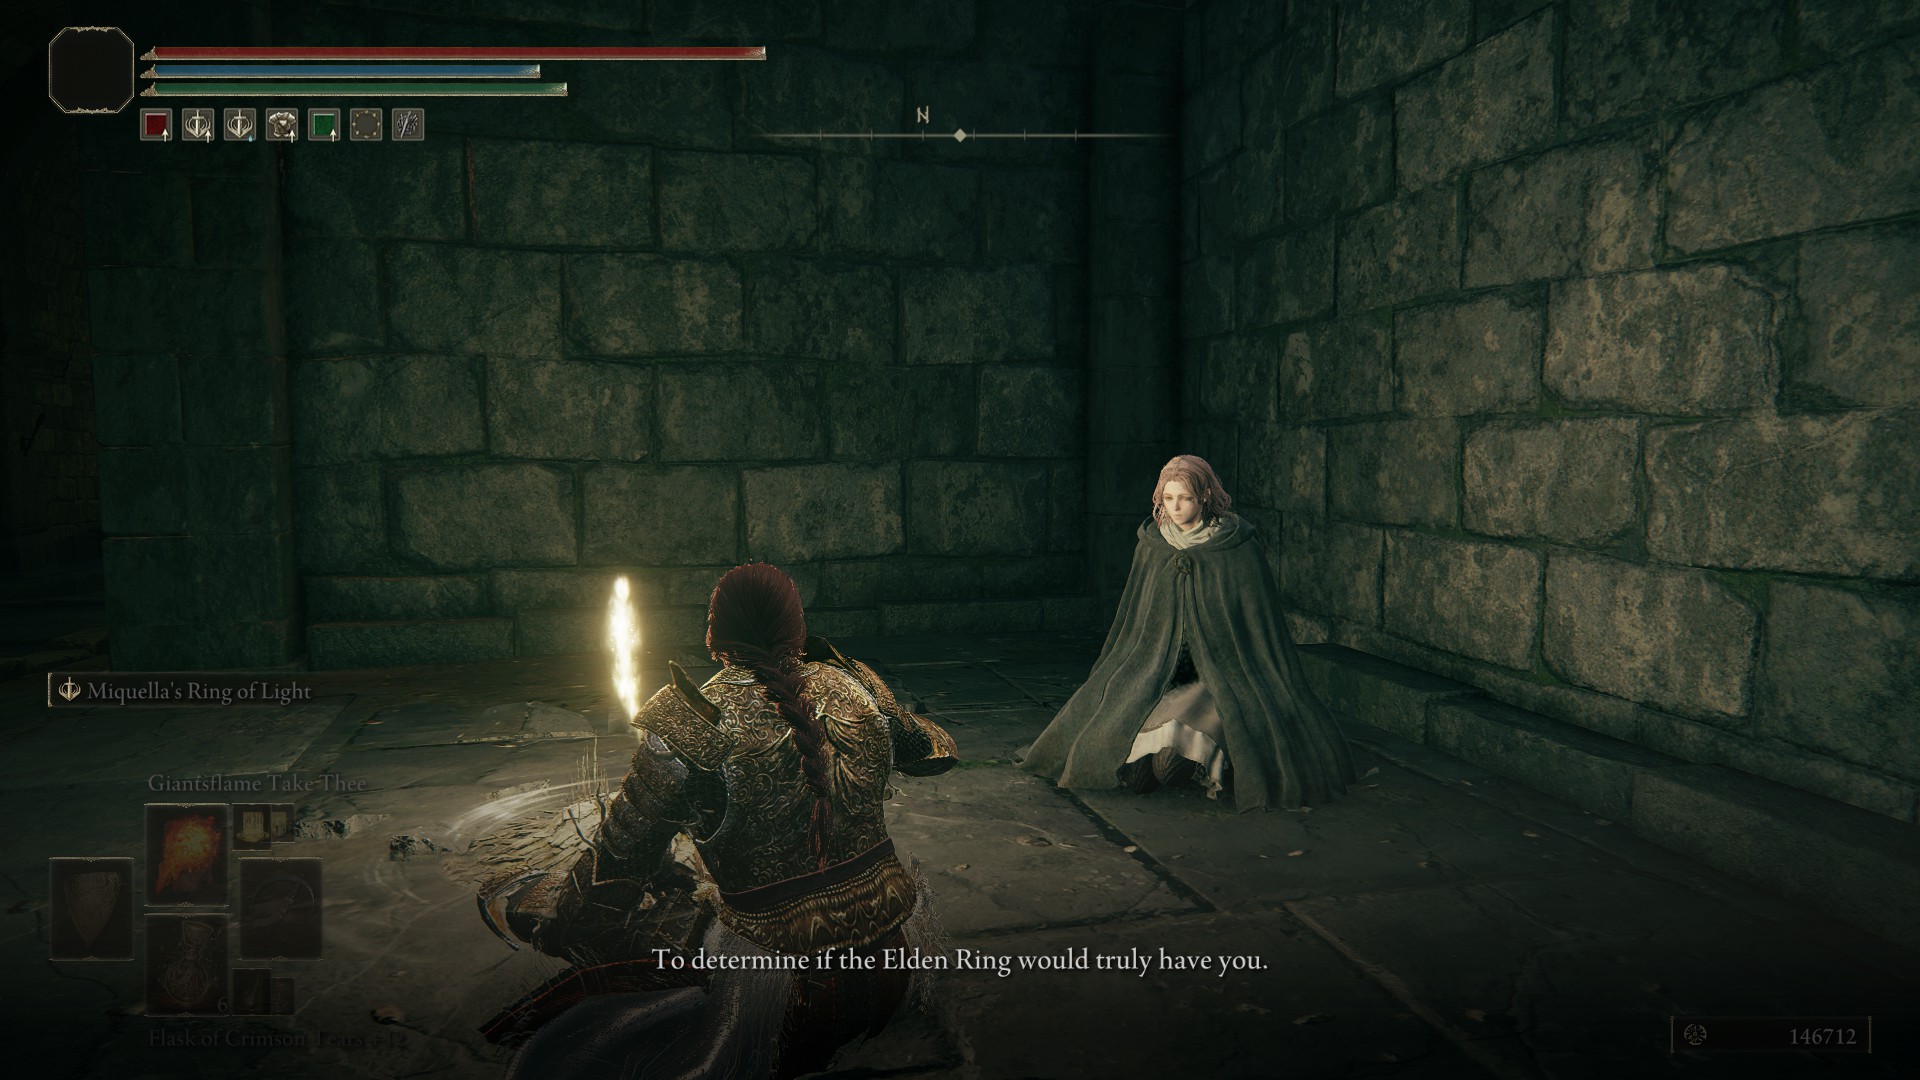 N
Miquella's Ring of Light
Giantsflame Take Thee
6
Flask of Crimson Tears +12
To determine if the Elden Ring would truly have you.
146712